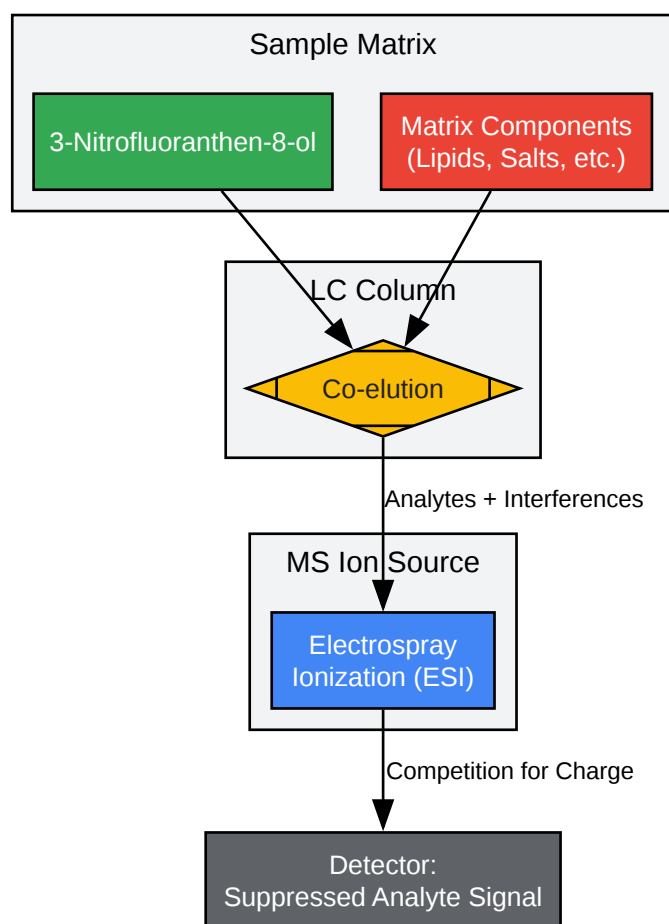 Sample Matrix
3-Nitrofluoranthen-8-ol
Matrix Components
(Lipids, Salts, etc.)
LC Column
Co-elution
Analytes + Interferences
MS Ion Source
Electrospray
Ionization (ESI)
Competition for Charge
Detector:
Suppressed Analyte Signal